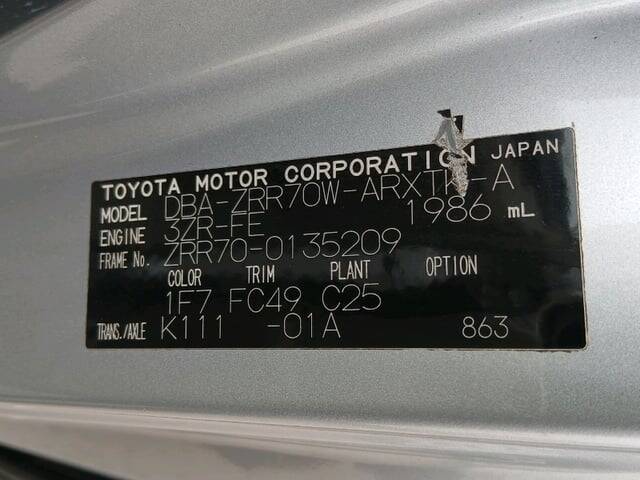 TOYOTA MOTOR CORPORATION JAPAN
MODEL DBA-ZRR70W-ARXTK-A
ENGINE 3ZR-FE 1986 mL
FRAME No. ZRR70-0135209
COLOR TRIM PLANT OPTION
1F7 FC49 C25
TRANS./AXLE K111 -01A 863